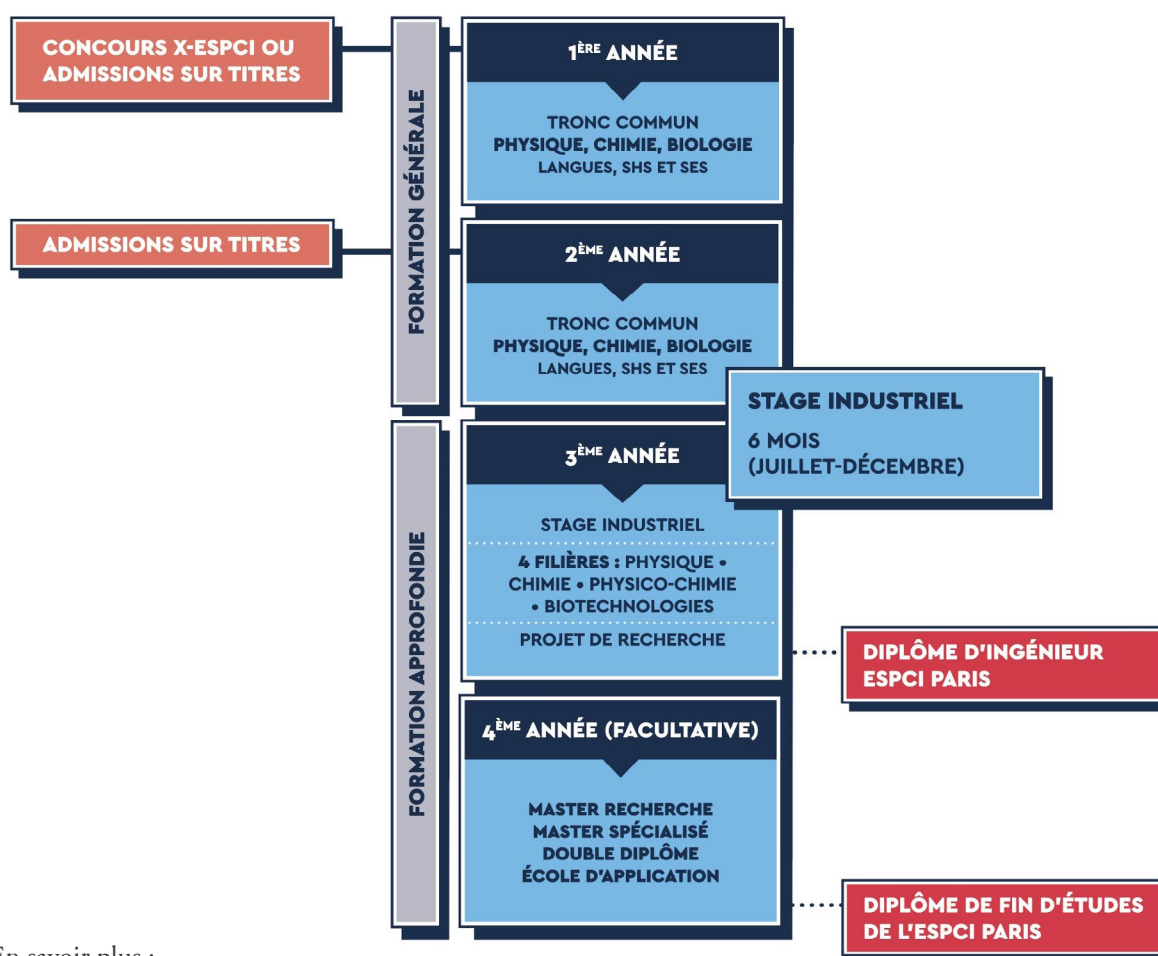 CONCOURS X-ESPCI OU
ADMISSIONS SUR TITRES
FORMATION GÉNÉRALE
1ÈRE ANNÉE
TRONC COMMUN
PHYSIQUE, CHIMIE, BIOLOGIE
LANGUES, SHS ET SES
ADMISSIONS SUR TITRES
2ÈME ANNÉE
TRONC COMMUN
PHYSIQUE, CHIMIE, BIOLOGIE
LANGUES, SHS ET SES
STAGE INDUSTRIEL
6 MOIS
(JUILLET-DÉCEMBRE)
FORMATION APPROFONDIE
3ÈME ANNÉE
STAGE INDUSTRIEL
4 FILIÈRES : PHYSIQUE •
CHIMIE • PHYSICO-CHIMIE
• BIOTECHNOLOGIES
PROJET DE RECHERCHE
DIPLÔME D'INGÉNIEUR
ESPCI PARIS
4ÈME ANNÉE (FACULTATIVE)
MASTER RECHERCHE
MASTER SPÉCIALISÉ
DOUBLE DIPLÔME
ÉCOLE D'APPLICATION
DIPLÔME DE FIN D'ÉTUDES
DE L'ESPCI PARIS
En savoir plus :